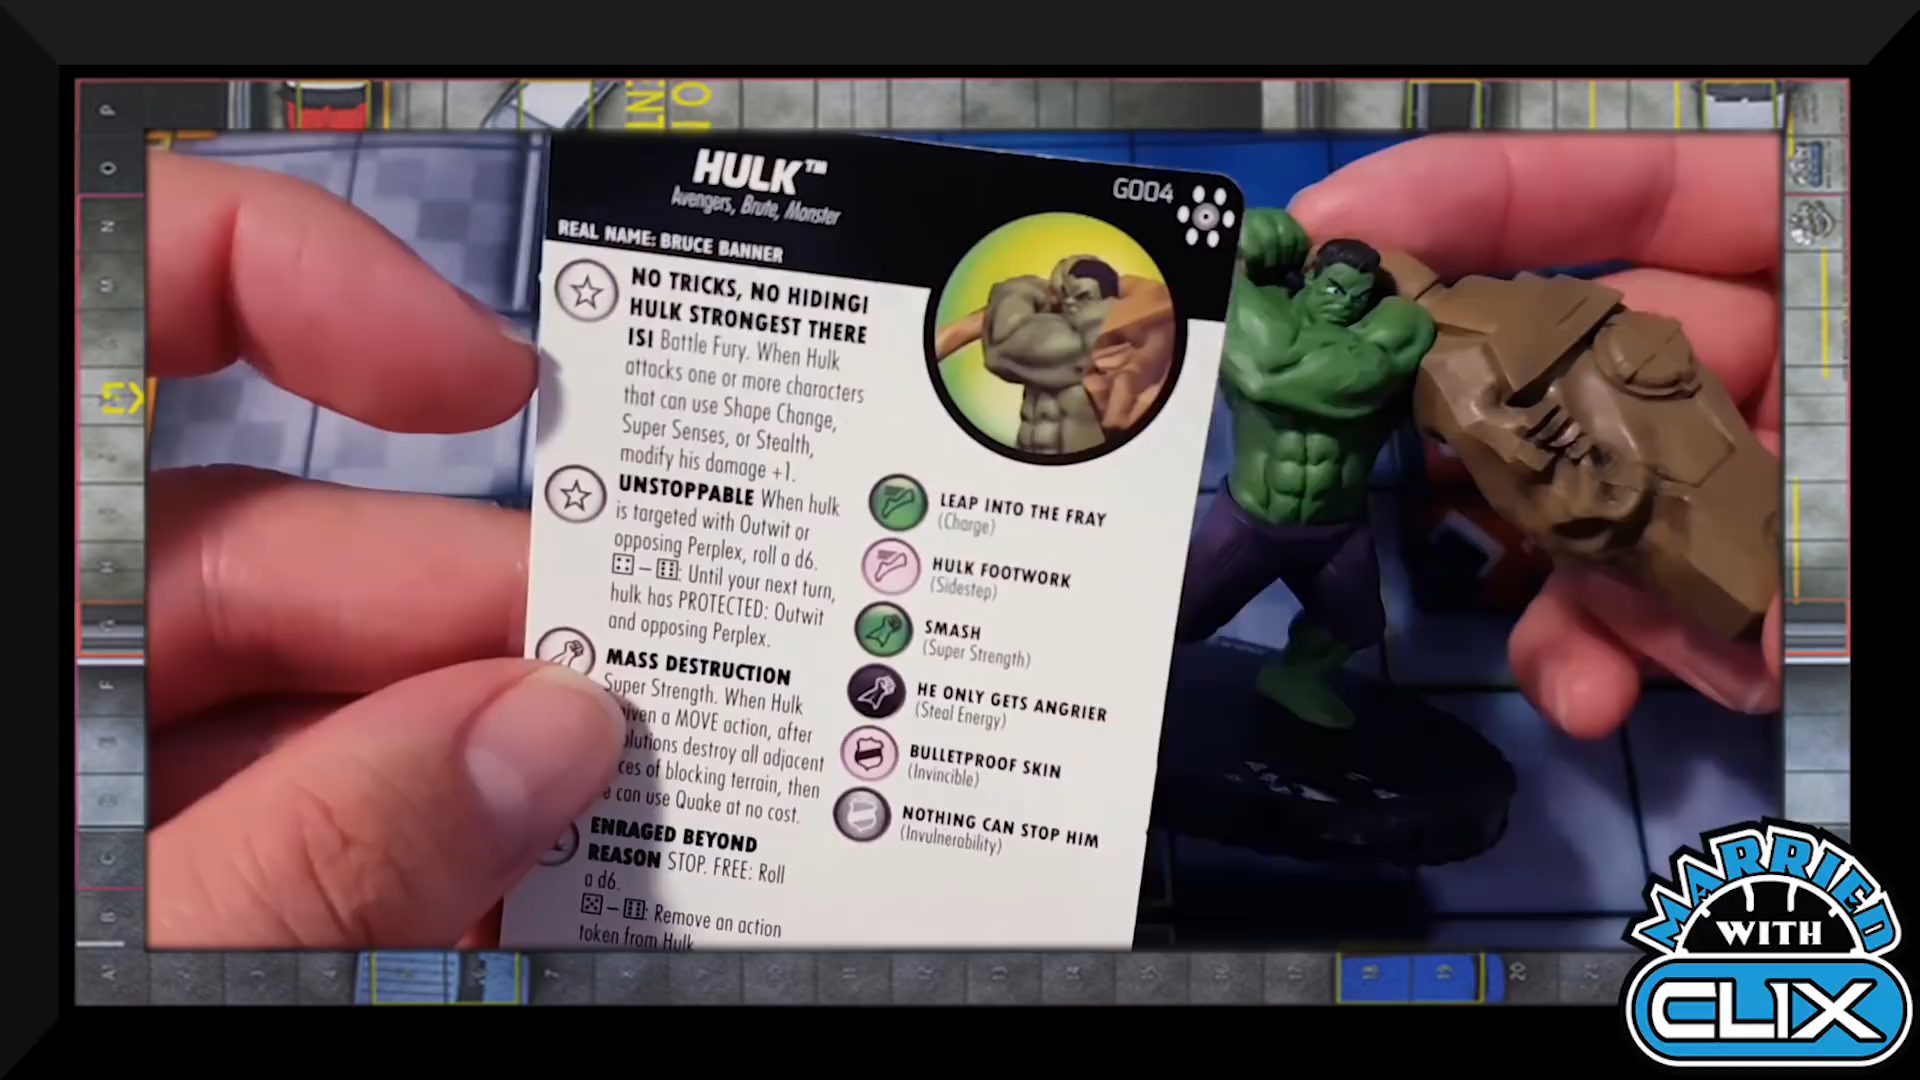 HULK™
Avengers, Brute, Monster
G004
REAL NAME: BRUCE BANNER
NO TRICKS, NO HIDING!
HULK STRONGEST THERE
IS! Battle Fury. When Hulk
attacks one or more characters
that can use Shape Change,
Super Senses, or Stealth,
modify his damage +1.
UNSTOPPABLE When hulk
is targeted with Outwit or
opposing Perplex, roll a d6.
⚃ – ⚅: Until your next turn,
hulk has PROTECTED: Outwit
and opposing Perplex.
MASS DESTRUCTION
Super Strength. When Hulk
given a MOVE action, after
olutions destroy all adjacent
ces of blocking terrain, then
can use Quake at no cost.
ENRAGED BEYOND
REASON STOP. FREE: Roll
a d6.
⚄ – ⚅: Remove an action
token from Hulk
LEAP INTO THE FRAY
(Charge)
HULK FOOTWORK
(Sidestep)
SMASH
(Super Strength)
HE ONLY GETS ANGRIER
(Steal Energy)
BULLETPROOF SKIN
(Invincible)
NOTHING CAN STOP HIM
(Invulnerability)
MARRIED
WITH
CLIX